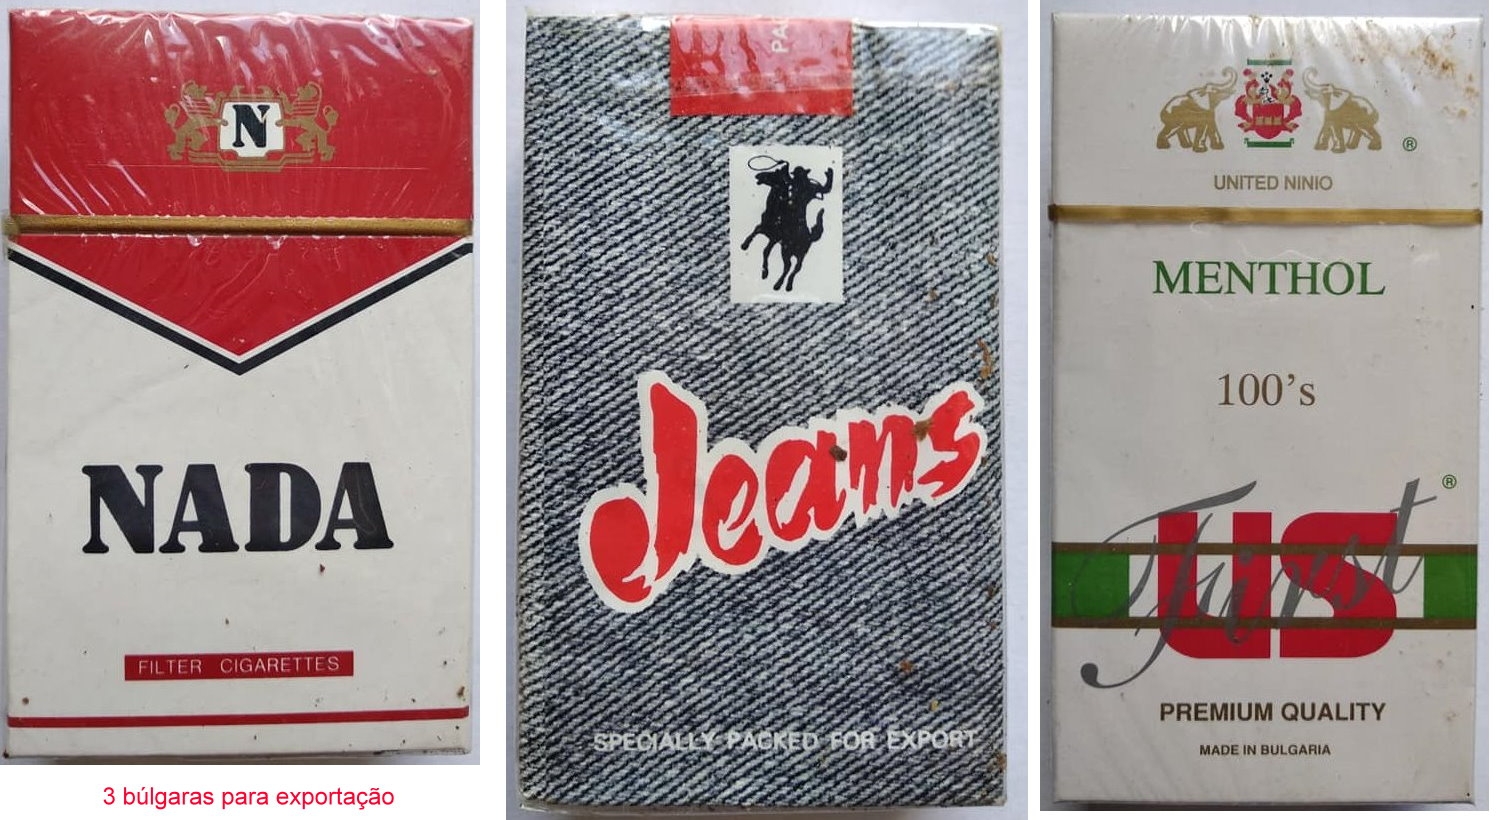 N
NADA
FILTER CIGARETTES
3 búlgaras para exportação
PA
Jeans
SPECIALLY PACKED FOR EXPORT
®
UNITED NINIO
MENTHOL
100's
®
US
First
PREMIUM QUALITY
MADE IN BULGARIA